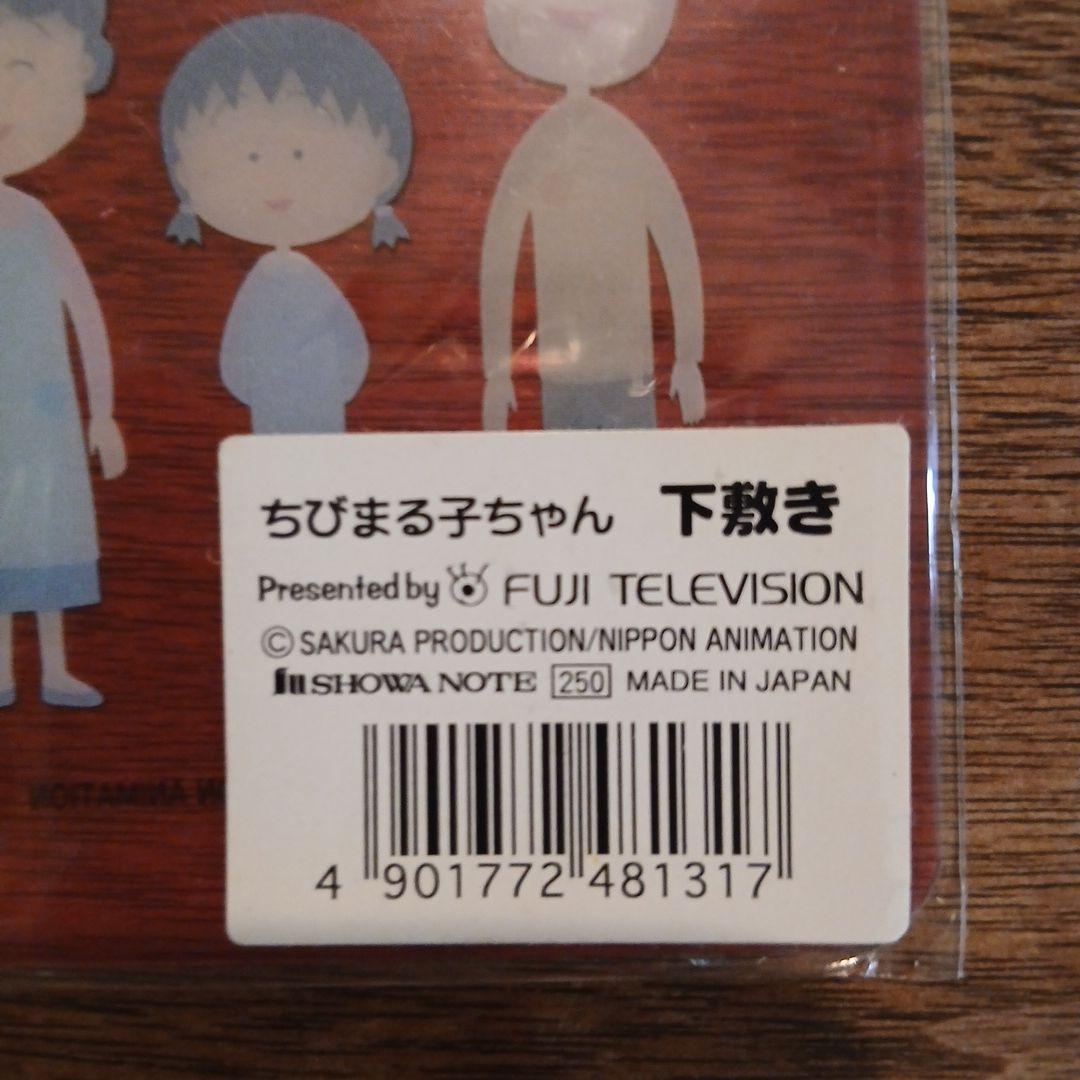 ちびまる子ちゃん 下敷き
Presented by FUJI TELEVISION
©SAKURA PRODUCTION/NIPPON ANIMATION
SHOWA NOTE 250 MADE IN JAPAN
4 901772 481317
N ANIMATION